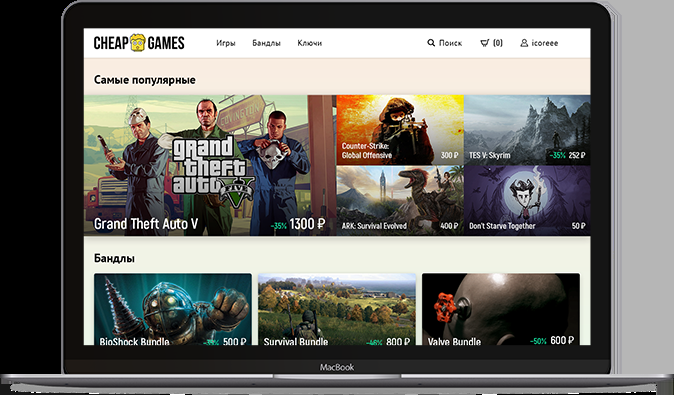 CHEAP GAMES
Игры Бандлы Ключи Поиск (0) icoreee
Самые популярные
grand
theft
auto
FIVE
Grand Theft Auto V -35% 1300 ₽
Counter-Strike:
Global Offensive 300 ₽
TES V: Skyrim -35% 252 ₽
ARK: Survival Evolved 400 ₽
Don't Starve Together 50 ₽
Бандлы
BioShock Bundle 500 ₽
Survival Bundle -46% 800 ₽
Valve Bundle -50% 600 ₽
MacBook